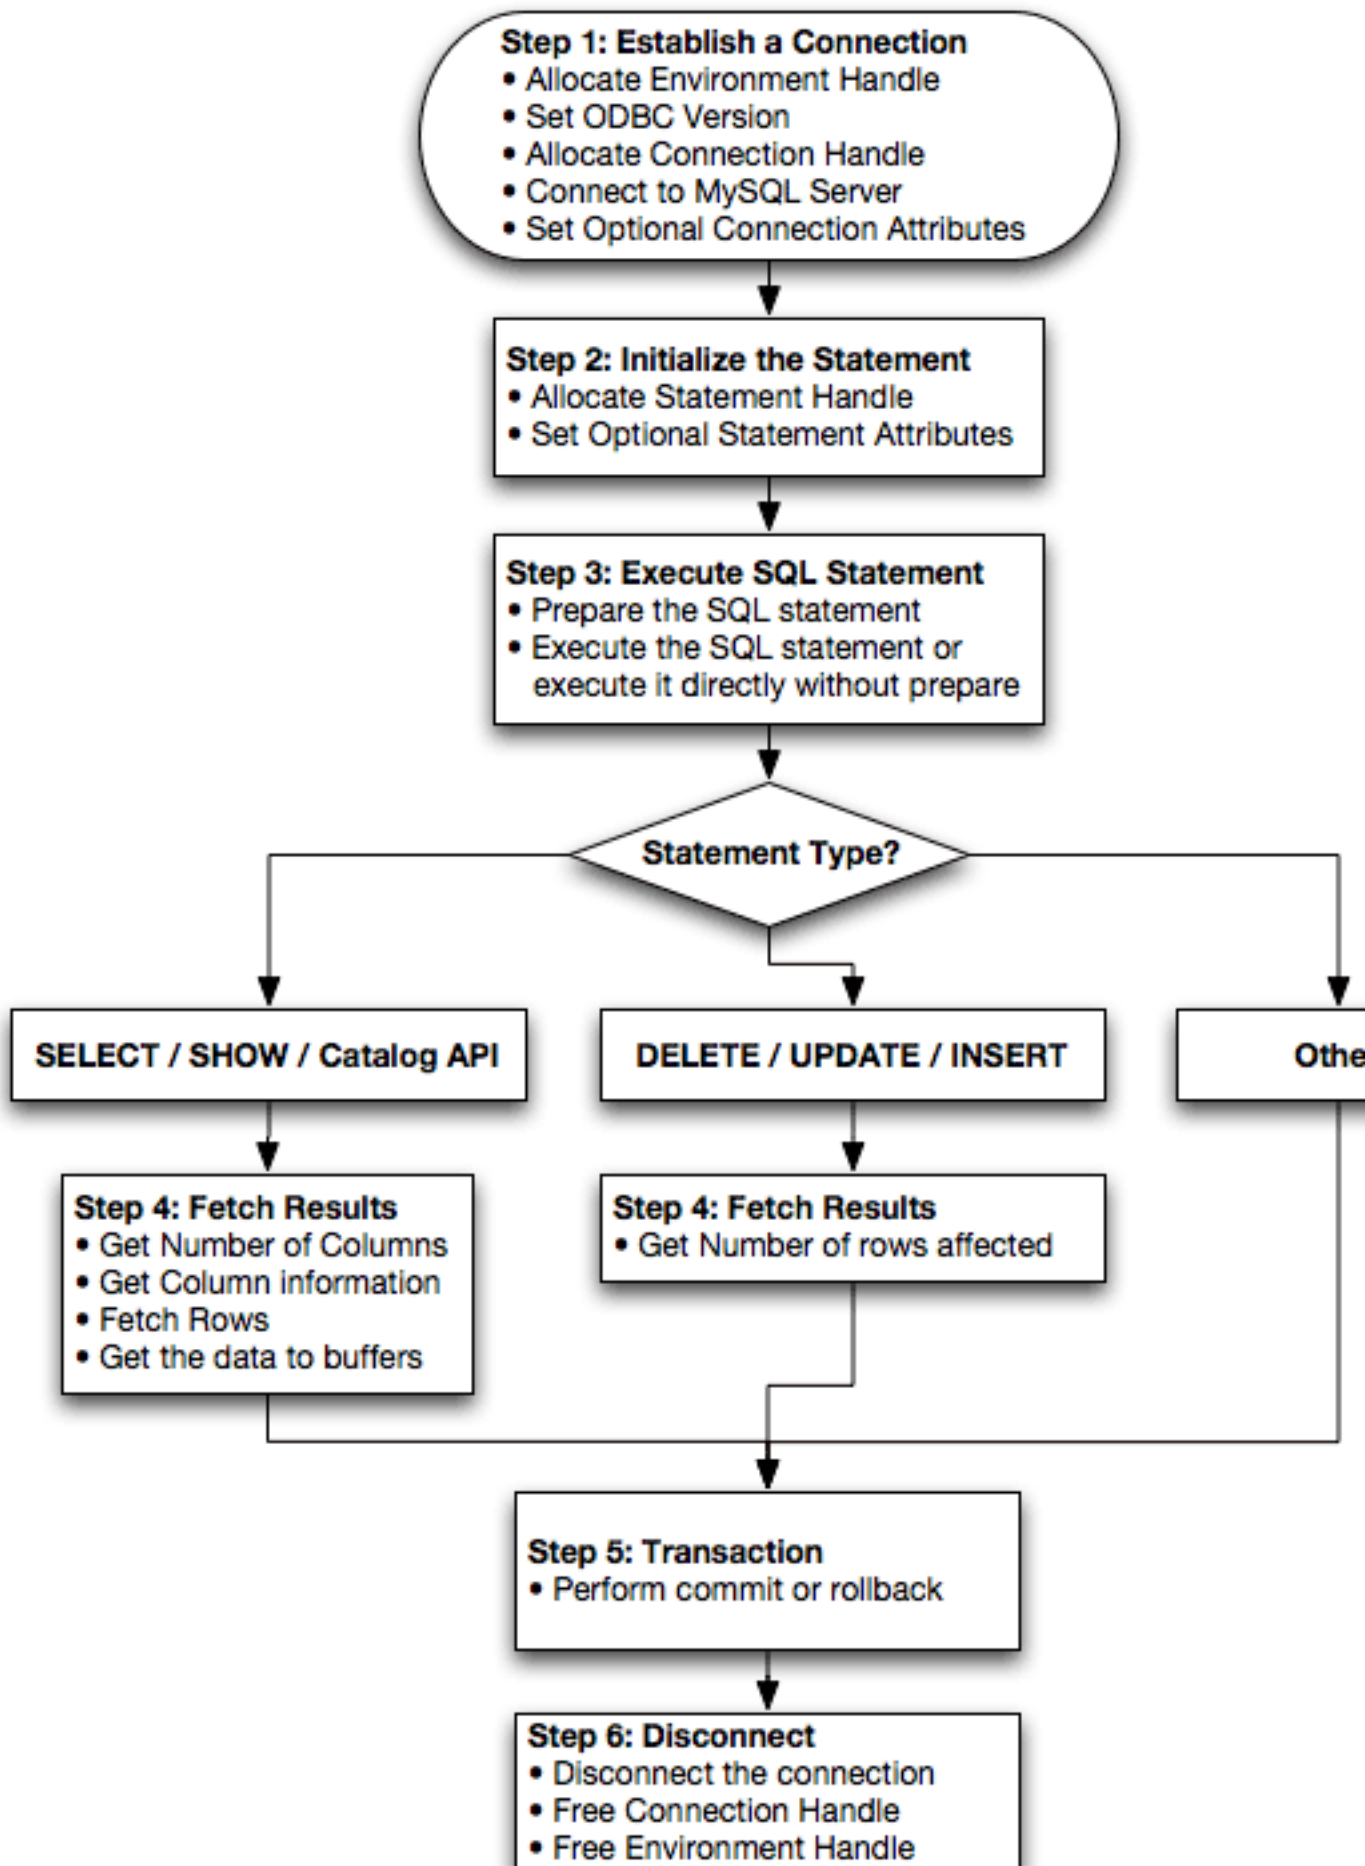 Step 1: Establish a Connection
• Allocate Environment Handle
• Set ODBC Version
• Allocate Connection Handle
• Connect to MySQL Server
• Set Optional Connection Attributes
Step 2: Initialize the Statement
• Allocate Statement Handle
• Set Optional Statement Attributes
Step 3: Execute SQL Statement
• Prepare the SQL statement
• Execute the SQL statement or
execute it directly without prepare
Statement Type?
SELECT / SHOW / Catalog API
DELETE / UPDATE / INSERT
Othe
Step 4: Fetch Results
• Get Number of Columns
• Get Column information
• Fetch Rows
• Get the data to buffers
Step 4: Fetch Results
• Get Number of rows affected
Step 5: Transaction
• Perform commit or rollback
Step 6: Disconnect
• Disconnect the connection
• Free Connection Handle
• Free Environment Handle